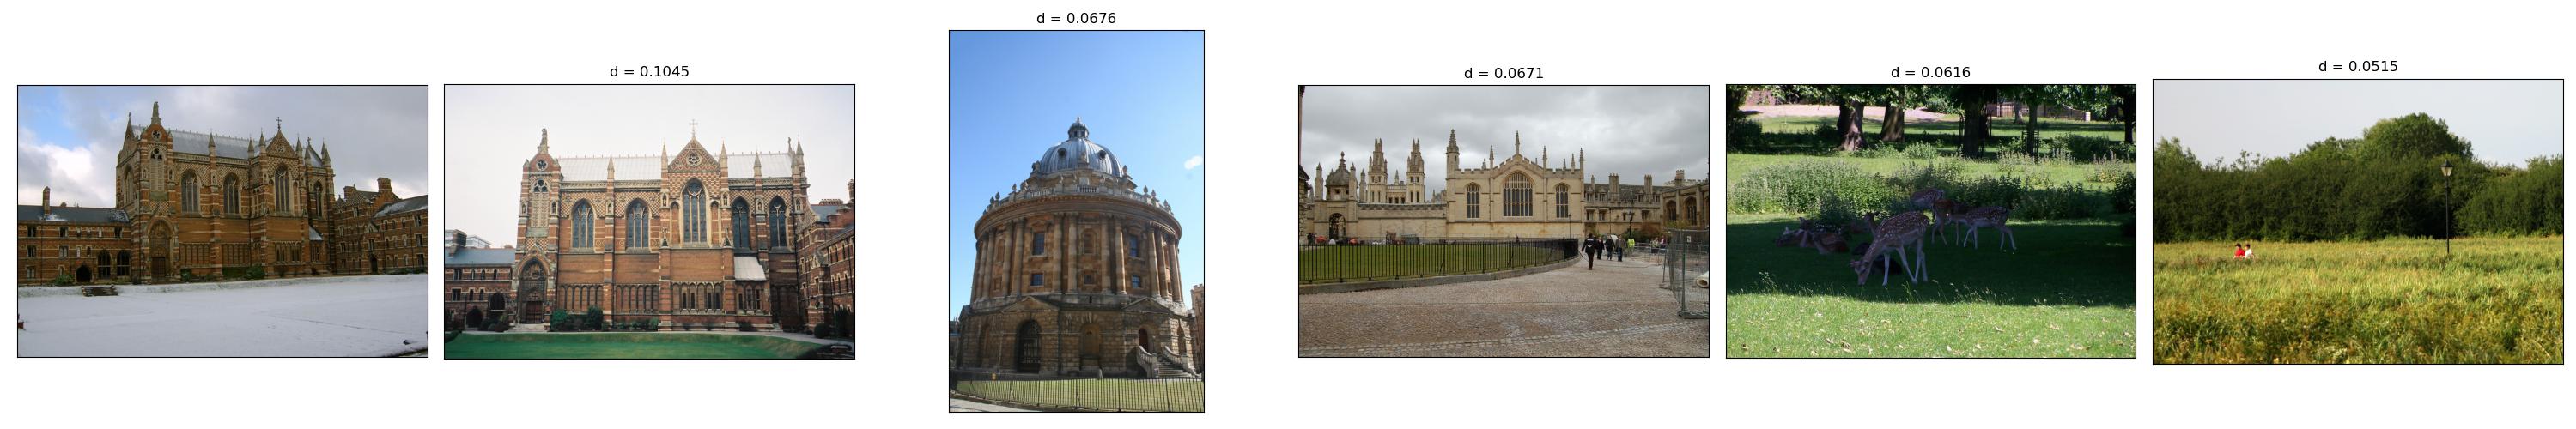 d = 0.1045
d = 0.0676
d = 0.0671
d = 0.0616
d = 0.0515